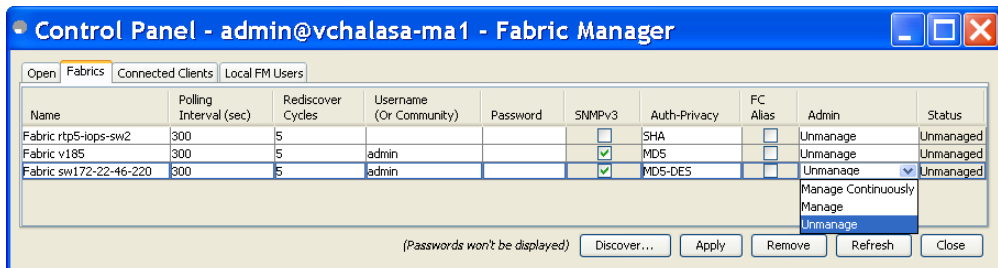 Control Panel - admin@vchalasa-ma1 - Fabric Manager
Open Fabrics Connected Clients Local FM Users
Name Polling Interval (sec) Rediscover Cycles Username (Or Community) Password SNMPv3 Auth-Privacy FC Alias Admin Status
Fabric rtp5-iops-sw2 300 5 SHA Unmanage Unmanaged
Fabric v185 300 5 admin MD5 Unmanage Unmanaged
Fabric sw172-22-46-220 300 5 admin MD5-DES Unmanage Unmanaged
Manage Continuously
Manage
Unmanage
(Passwords won't be displayed) Discover... Apply Remove Refresh Close